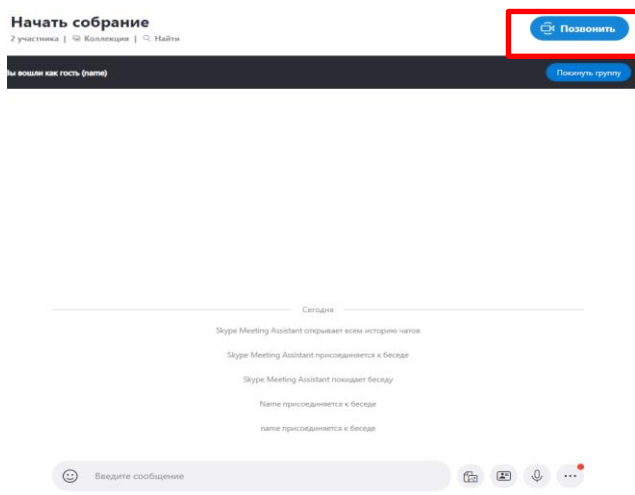 Начать собрание
Позвонить
2 участника | Коллекция | Найти
Вы вошли как гость (name)
Покинуть группу
Сегодня
Skype Meeting Assistant открывает всем историю чатов
Skype Meeting Assistant присоединяется к беседе
Skype Meeting Assistant покидает беседу
Name присоединяется к беседе
name присоединяется к беседе
Введите сообщение